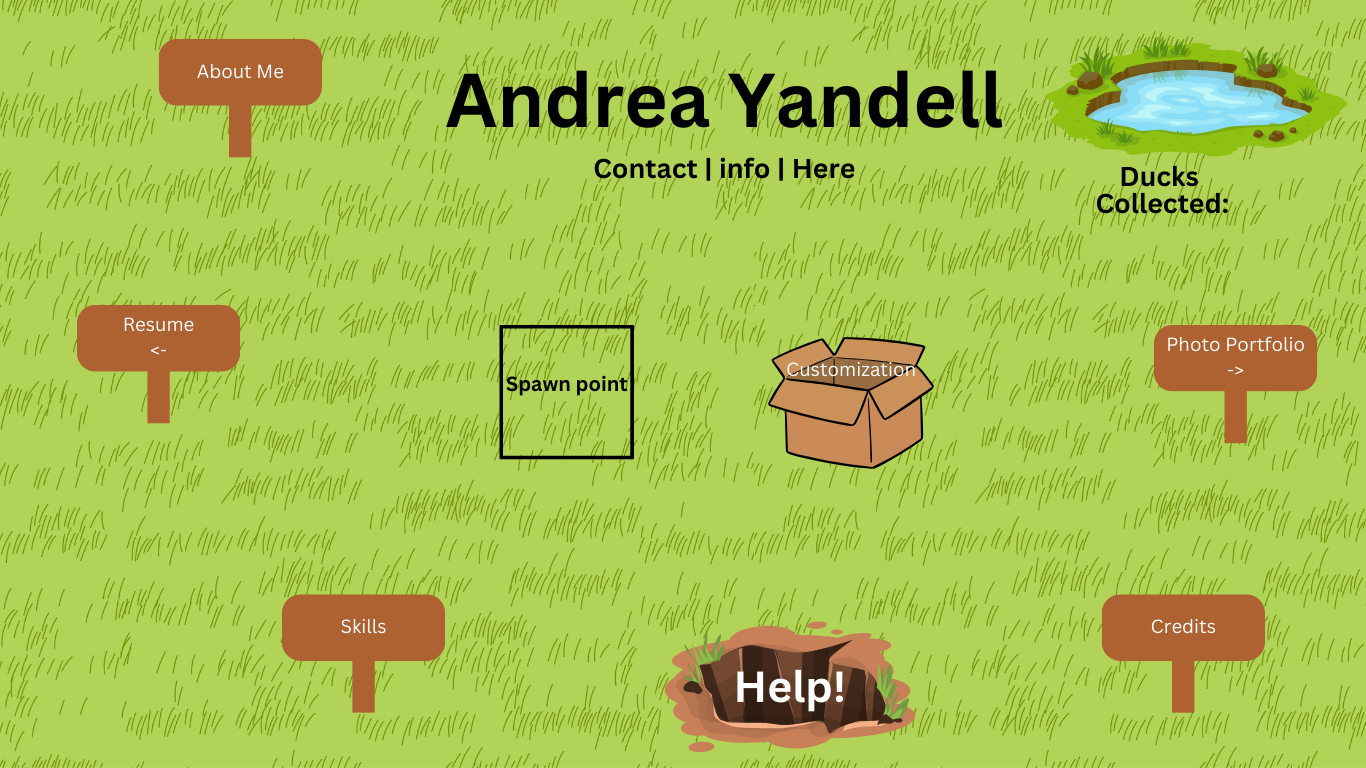 About Me
Andrea Yandell
Contact | info | Here
Ducks
Collected:
Resume
<-
Spawn point
Customization
Photo Portfolio
->
Skills
Help!
Credits